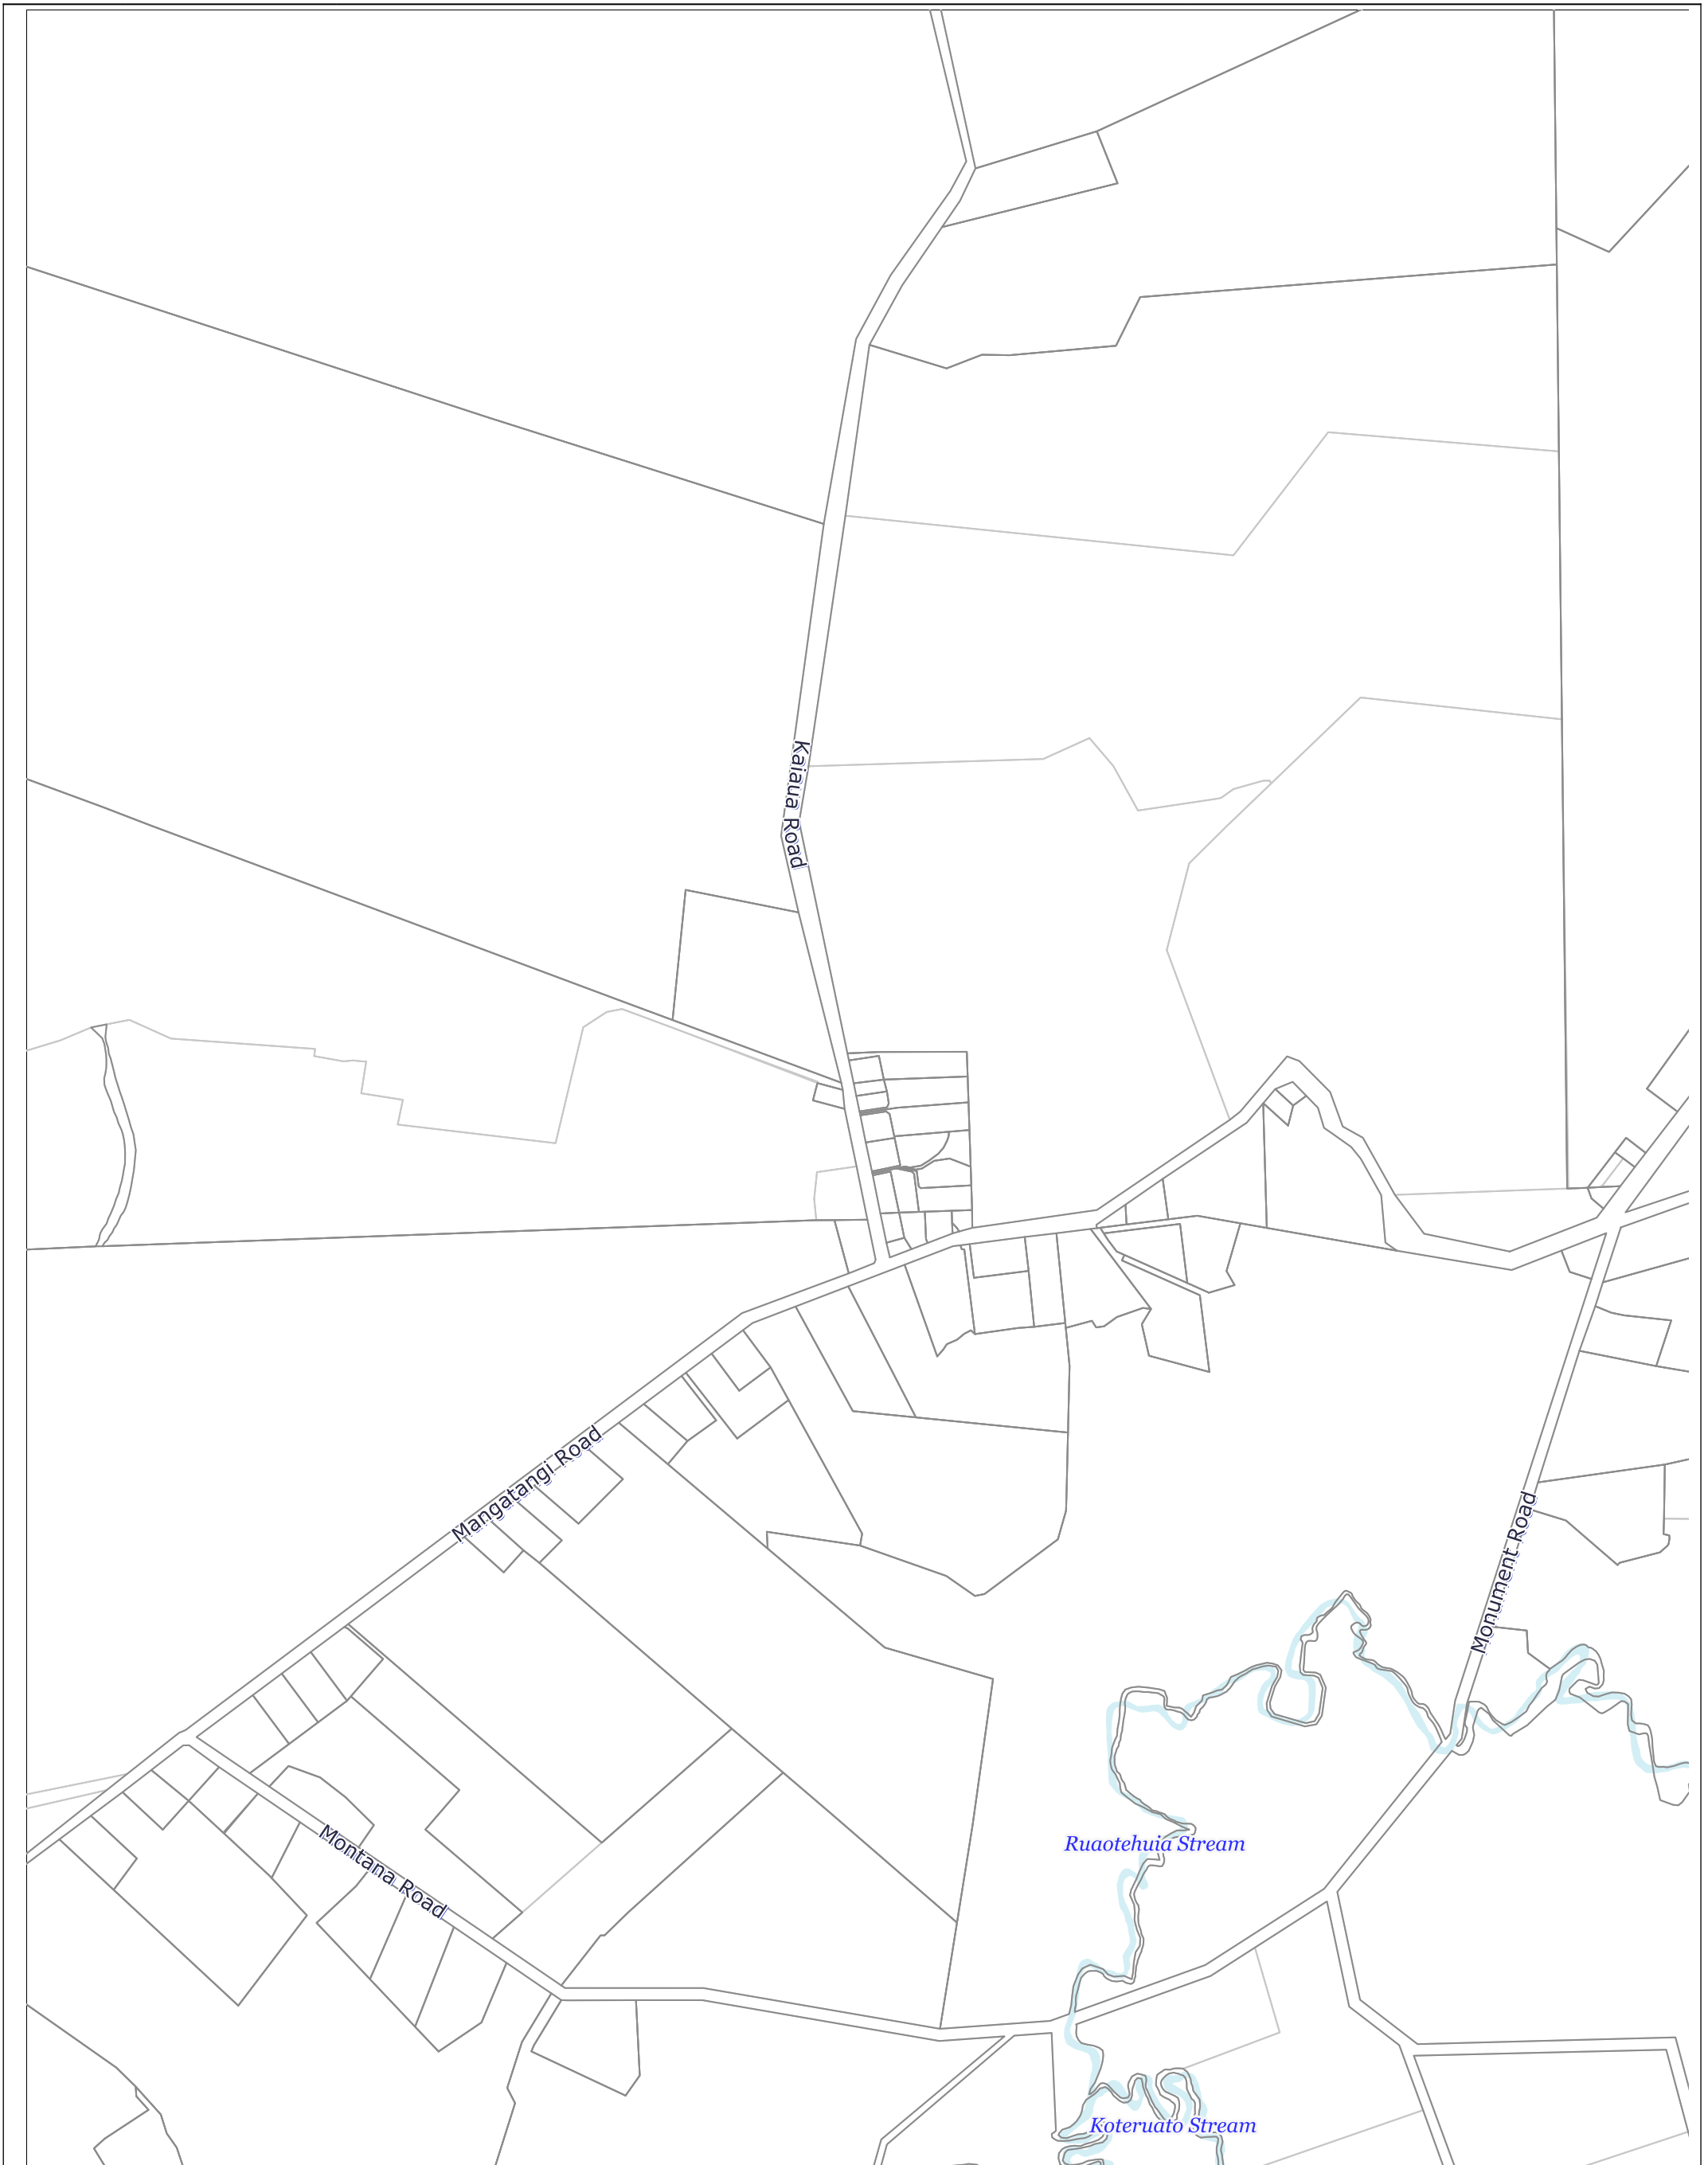 Kaiaua Road
Mangatangi Road
Monument Road
Montana Road
Ruaotehuia Stream
Koteruato Stream